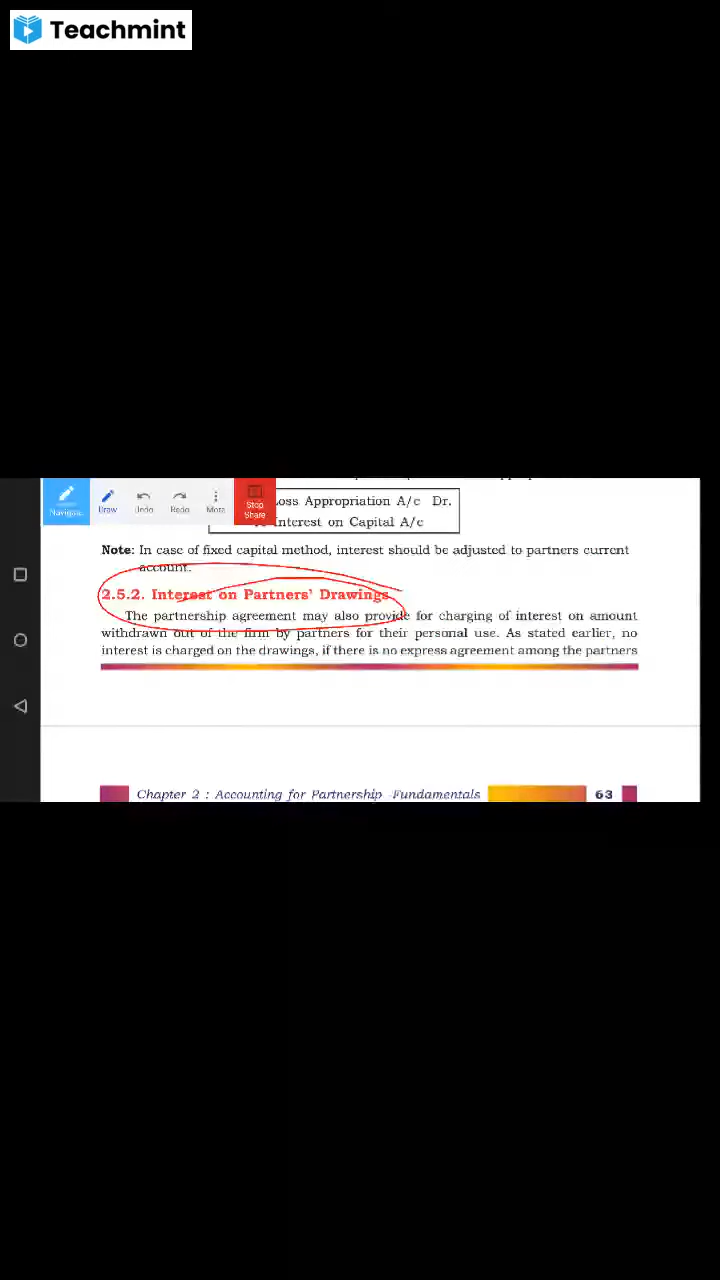 Teachmint
Navigate
Draw
Undo
Redo
More
Stop
Share
Loss Appropriation A/c Dr.
Interest on Capital A/c
Note: In case of fixed capital method, interest should be adjusted to partners current
account.
2.5.2. Interest on Partners' Drawings
The partnership agreement may also provide for charging of interest on amount
withdrawn out of the firm by partners for their personal use. As stated earlier, no
interest is charged on the drawings, if there is no express agreement among the partners
Chapter 2 : Accounting for Partnership -Fundamentals 63